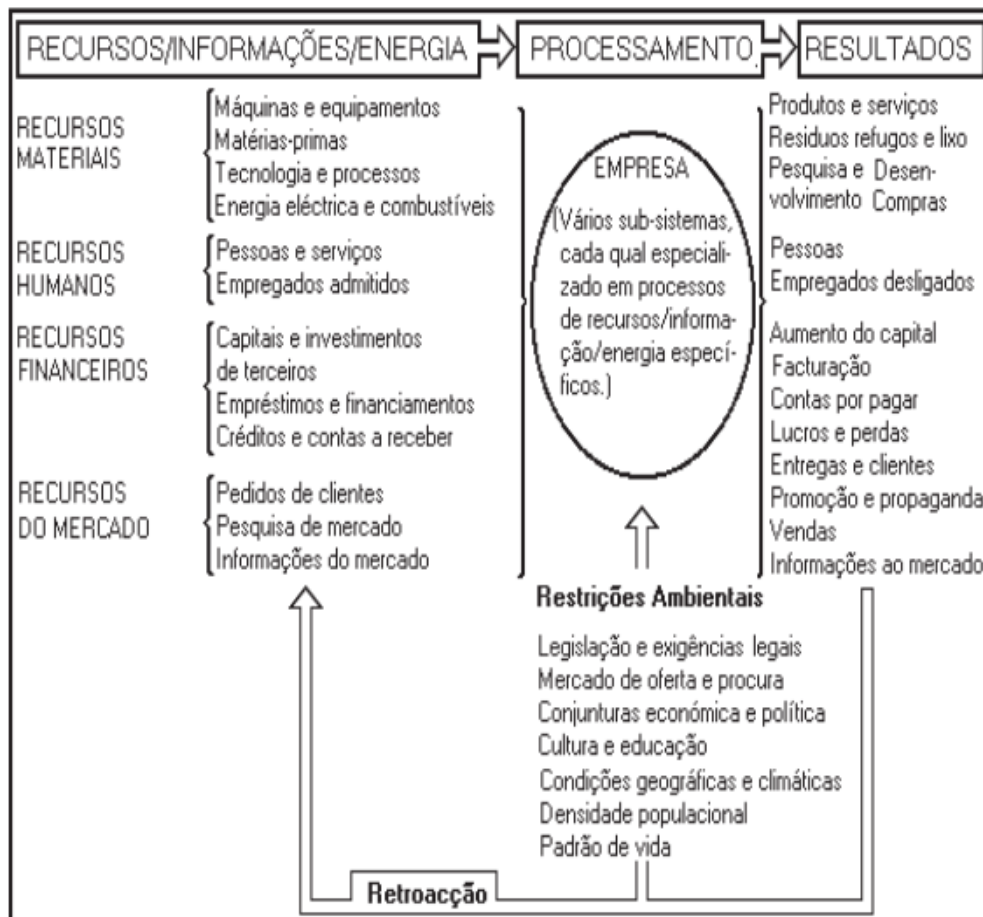 RECURSOS/INFORMAÇÕES/ENERGIA
PROCESSAMENTO
RESULTADOS
RECURSOS
MATERIAIS
Máquinas e equipamentos
Matérias-primas
Tecnologia e processos
Energia eléctrica e combustíveis
RECURSOS
HUMANOS
Pessoas e serviços
Empregados admitidos
RECURSOS
FINANCEIROS
Capitais e investimentos
de terceiros
Empréstimos e financiamentos
Créditos e contas a receber
RECURSOS
DO MERCADO
Pedidos de clientes
Pesquisa de mercado
Informações do mercado
EMPRESA
(Vários sub-sistemas,
cada qual especiali-
zado em processos
de recursos/informa-
ção/energia específi-
ficos.)
Produtos e serviços
Residuos refugos e lixo
Pesquisa e Desen-
volvimento Compras
Pessoas
Empregados desligados
Aumento do capital
Facturação
Contas por pagar
Lucros e perdas
Entregas e clientes
Promoção e propaganda
Vendas
Informações ao mercado
Restrições Ambientais
Legislação e exigências legais
Mercado de oferta e procura
Conjunturas económica e política
Cultura e educação
Condições geográficas e climáticas
Densidade populacional
Padrão de vida
Retroacção